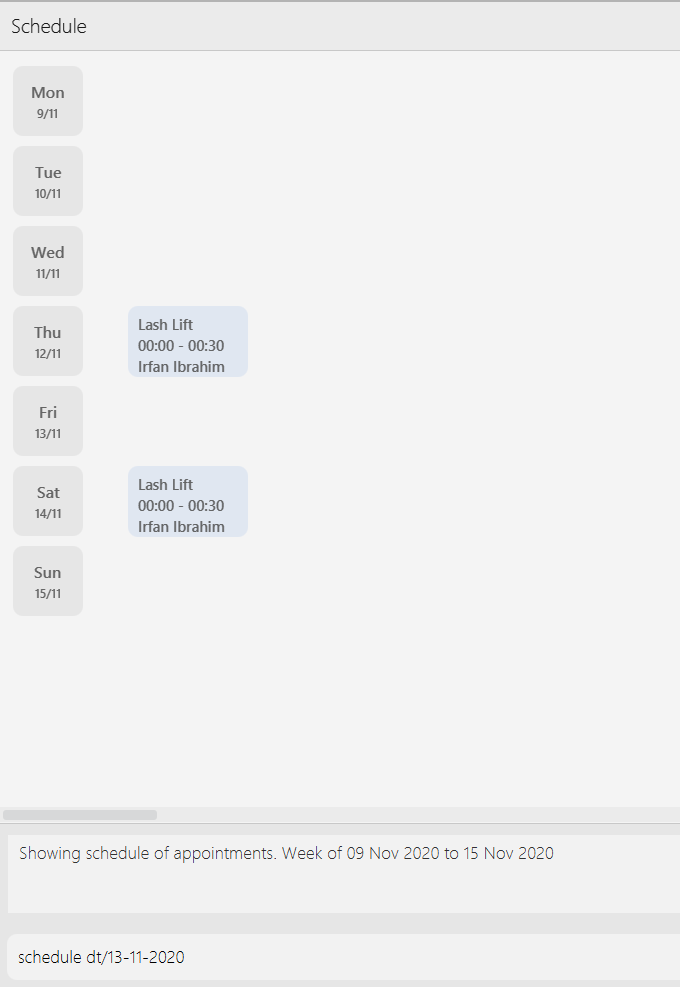 Schedule
Mon
9/11
Tue
10/11
Wed
11/11
Thu
12/11
Lash Lift
00:00 - 00:30
Irfan Ibrahim
Fri
13/11
Sat
14/11
Lash Lift
00:00 - 00:30
Irfan Ibrahim
Sun
15/11
Showing schedule of appointments. Week of 09 Nov 2020 to 15 Nov 2020
schedule dt/13-11-2020